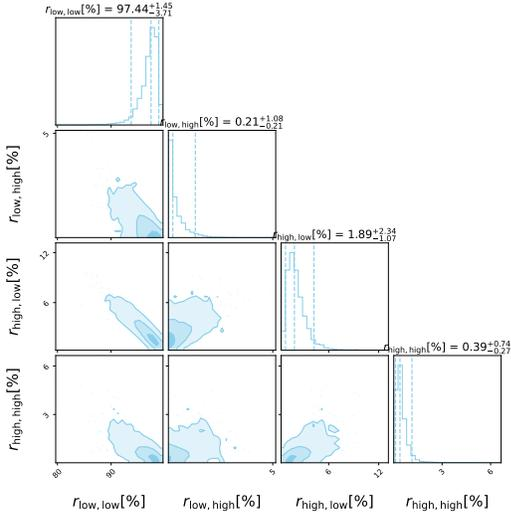 r_low, low[%] = 97.44^{+1.45}_{−3.71}
r_low, high[%] = 0.21^{+1.08}_{−0.21}
5
r_low, high[%]
r_high, low[%] = 1.89^{+2.34}_{−1.07}
12
6
r_high, low[%]
r_high, high[%] = 0.39^{+0.74}_{−0.27}
6
3
r_high, high[%]
80 90 5 6 12 3 6
r_low, low[%] r_low, high[%] r_high, low[%] r_high, high[%]